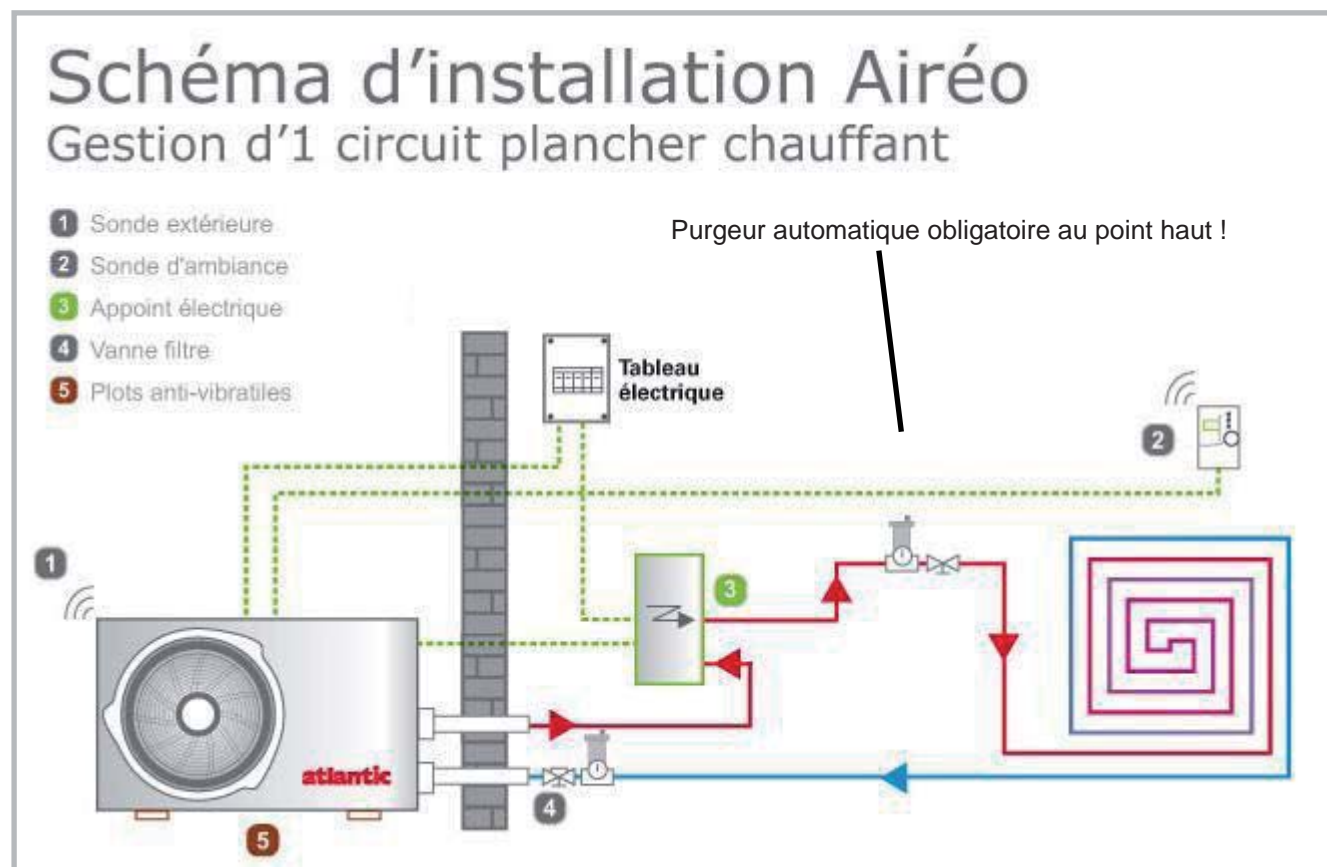 Schéma d'installation Airéo
Gestion d'1 circuit plancher chauffant
1 Sonde extérieure
2 Sonde d'ambiance
3 Appoint électrique
4 Vanne filtre
5 Plots anti-vibratiles
Purgeur automatique obligatoire au point haut !
Tableau
électrique
2
1
3
atlantic
4
5